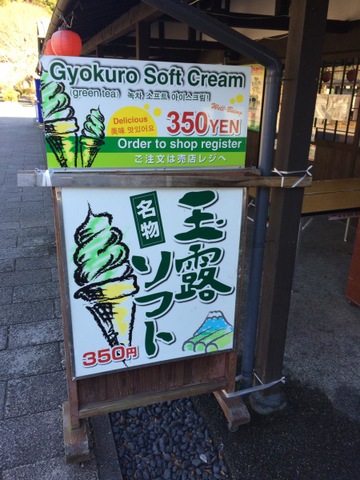 Gyokuro Soft Cream
(green tea) 녹차 소프트 아이스크림!
Well-Being
Delicious
美味 맛있어요
350YEN
Order to shop register
ご注文は売店レジへ
名物
玉露
ソフト
350円